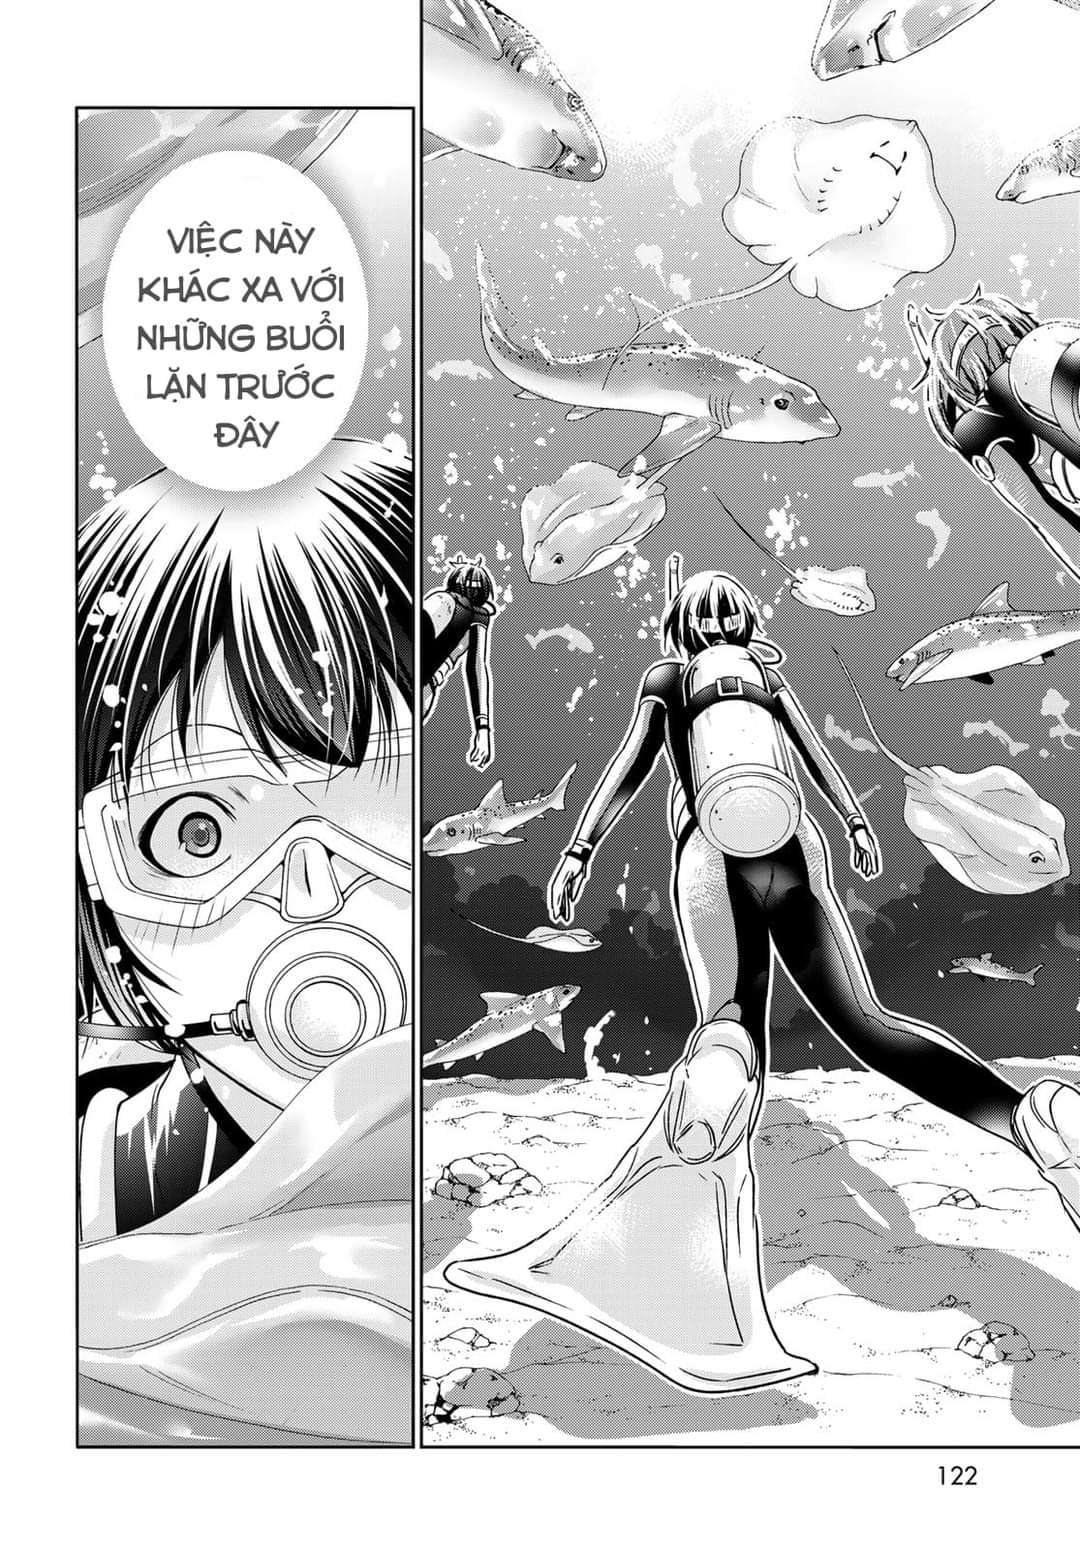 VIỆC NÀY
KHÁC XA VỚI
NHỮNG BUỔI
LẶN TRƯỚC
ĐÂY
122